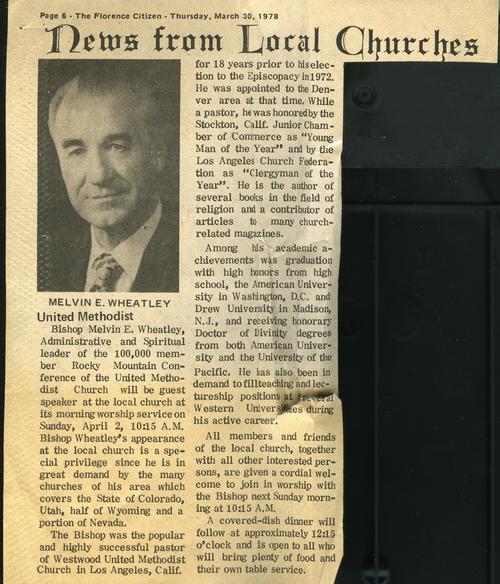 Page 6 - The Florence Citizen - Thursday, March 30, 1978
News from Local Churches
MELVIN E. WHEATLEY
United Methodist
Bishop Melvin E. Wheatley,
Administrative and Spiritual
leader of the 100,000 mem-
ber Rocky Mountain Con-
ference of the United Metho-
dist Church will be guest
speaker at the local church at
its morning worship service on
Sunday, April 2, 10:15 A.M.
Bishop Wheatley's appearance
at the local church is a spe-
cial privilege since he is in
great demand by the many
churches of his area which
covers the State of Colorado,
Utah, half of Wyoming and a
portion of Nevada.
The Bishop was the popular
and highly successful pastor
of Westwood United Methodist
Church in Los Angeles, Calif.
for 18 years prior to his elec-
tion to the Episcopacy in 1972.
He was appointed to the Den-
ver area at that time. While
a pastor, he was honored by the
Stockton, Calif. Junior Cham-
ber of Commerce as "Young
Man of the Year" and by the
Los Angeles Church Federa-
tion as "Clergyman of the
Year". He is the author of
several books in the field of
religion and a contributor of
articles to many church-
related magazines.
Among his academic a-
chievements was graduation
with high honors from high
school, the American Univer-
sity in Washington, D.C. and
Drew University in Madison,
N.J., and receiving honorary
Doctor of Divinity degrees
from both American Univer-
sity and the University of the
Pacific. He has also been in
demand to fill teaching and lec-
tureship positions at several
Western Universities during
his active career.
All members and friends
of the local church, together
with all other interested per-
sons, are given a cordial wel-
come to join in worship with
the Bishop next Sunday morn-
ing at 10:15 A.M.
A covered-dish dinner will
follow at approximately 12:15
o'clock and is open to all who
will bring plenty of food and
their own table service.